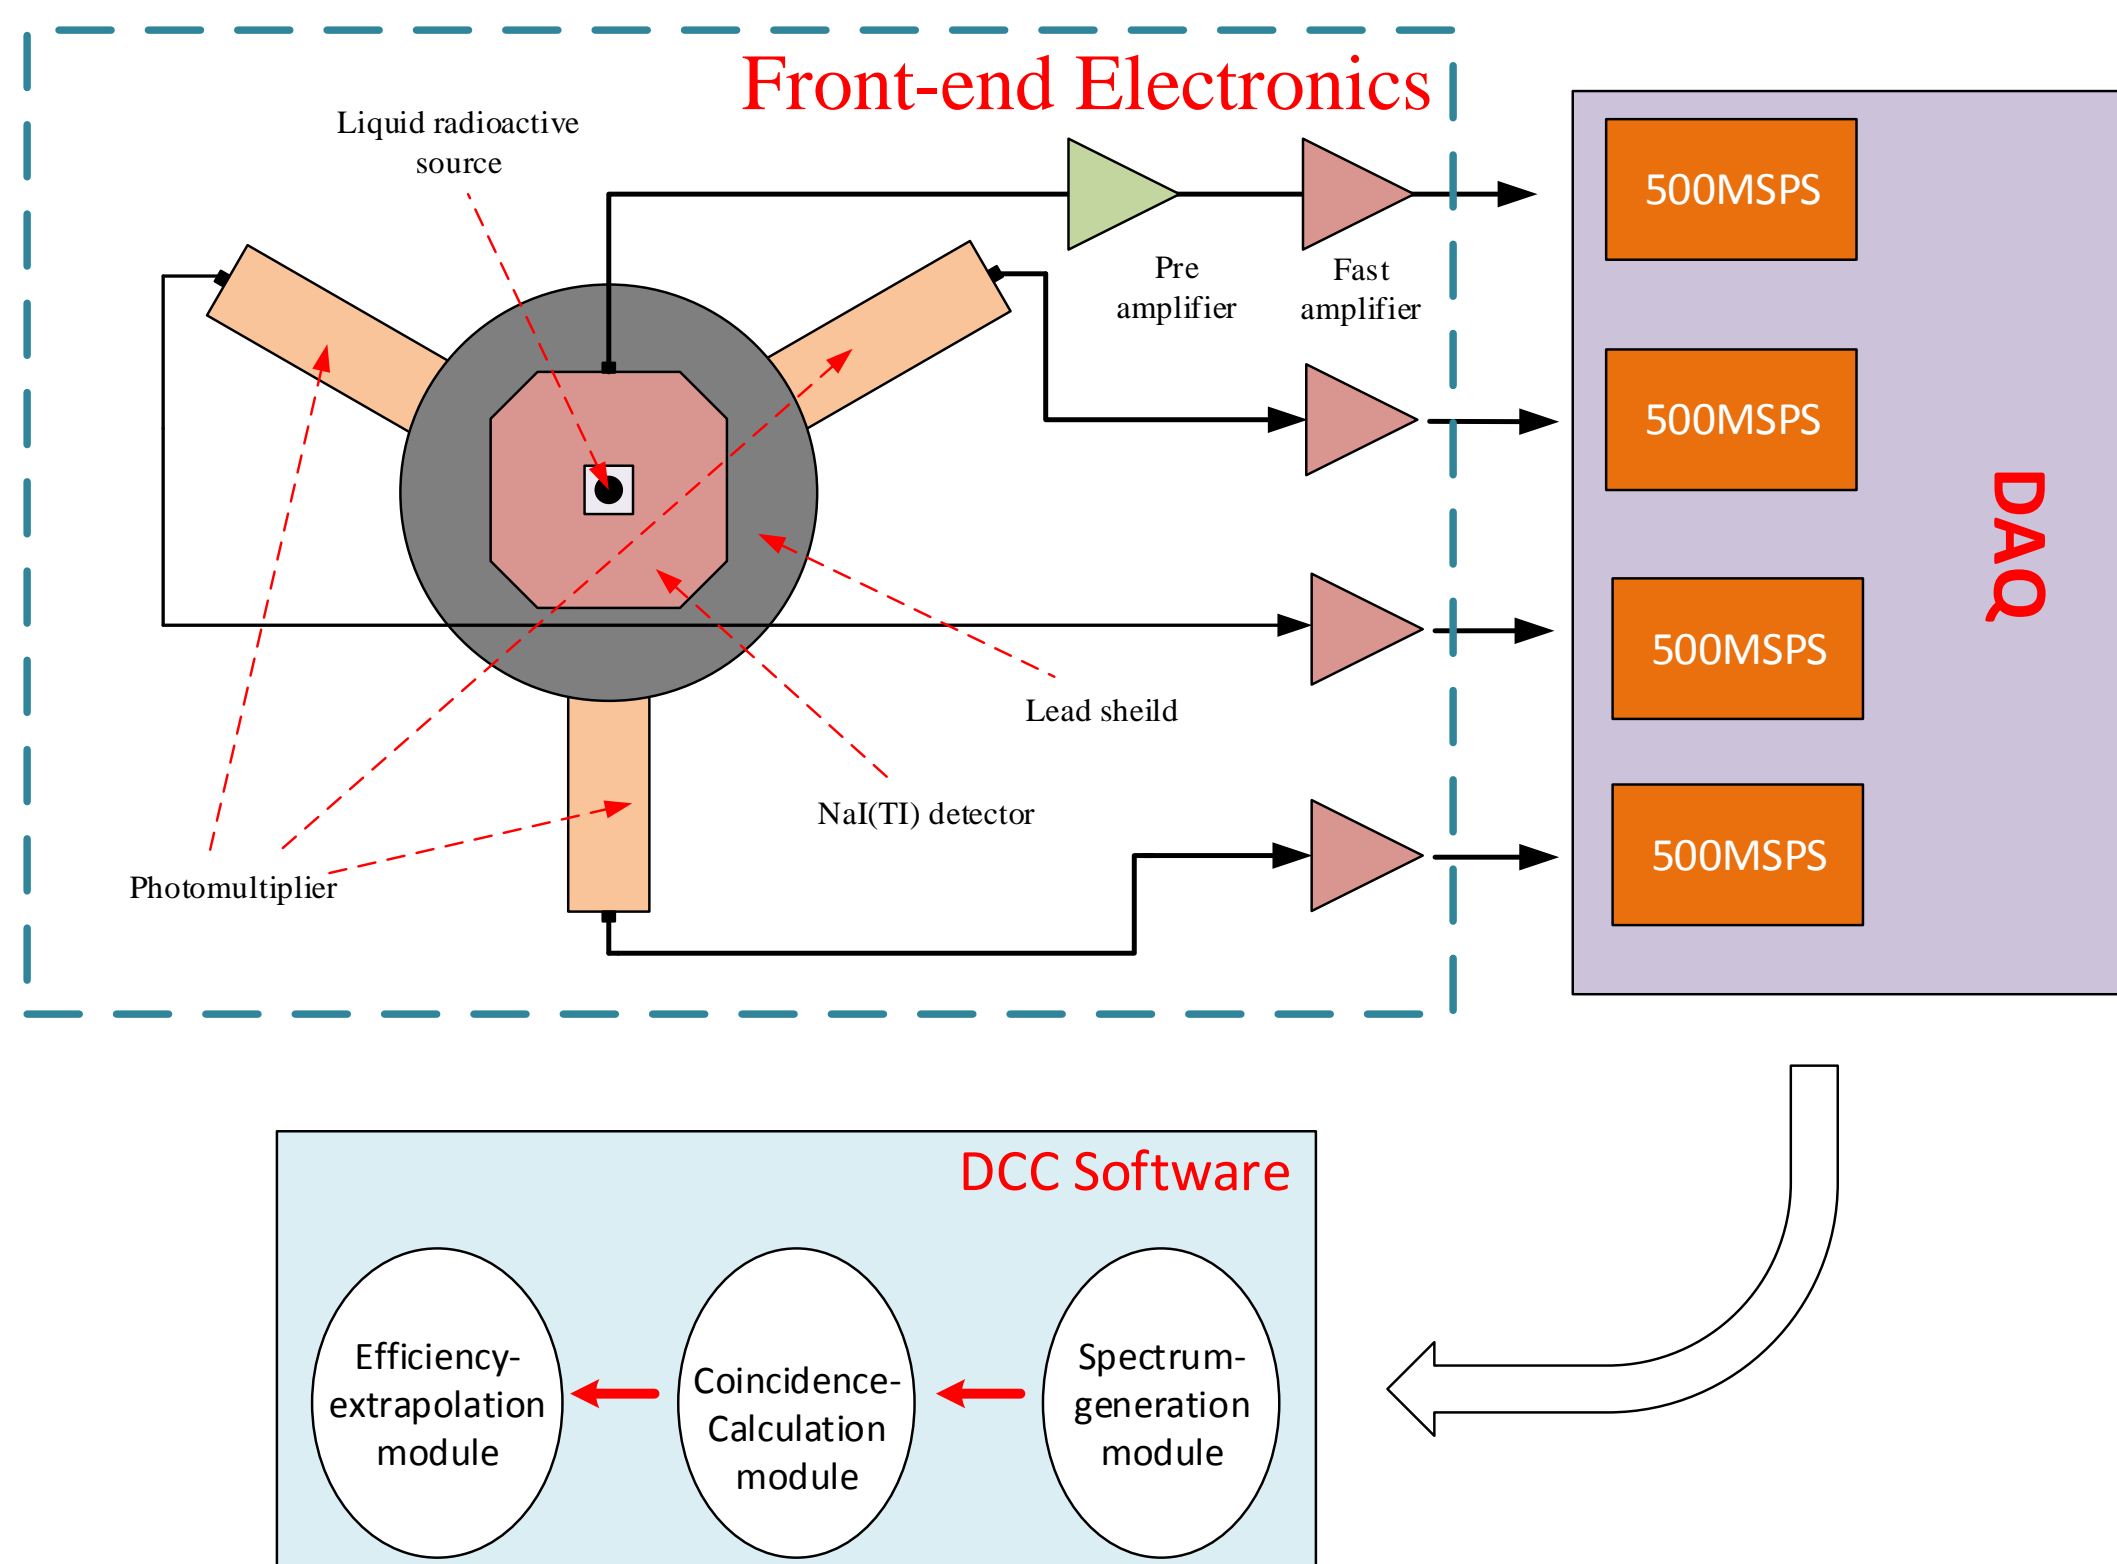 Front-end Electronics
Liquid radioactive
source
Pre
amplifier
Fast
amplifier
Lead sheild
NaI(TI) detector
Photomultiplier
500MSPS
500MSPS
500MSPS
500MSPS
DAQ
DCC Software
Efficiency-
extrapolation
module
Coincidence-
Calculation
module
Spectrum-
generation
module